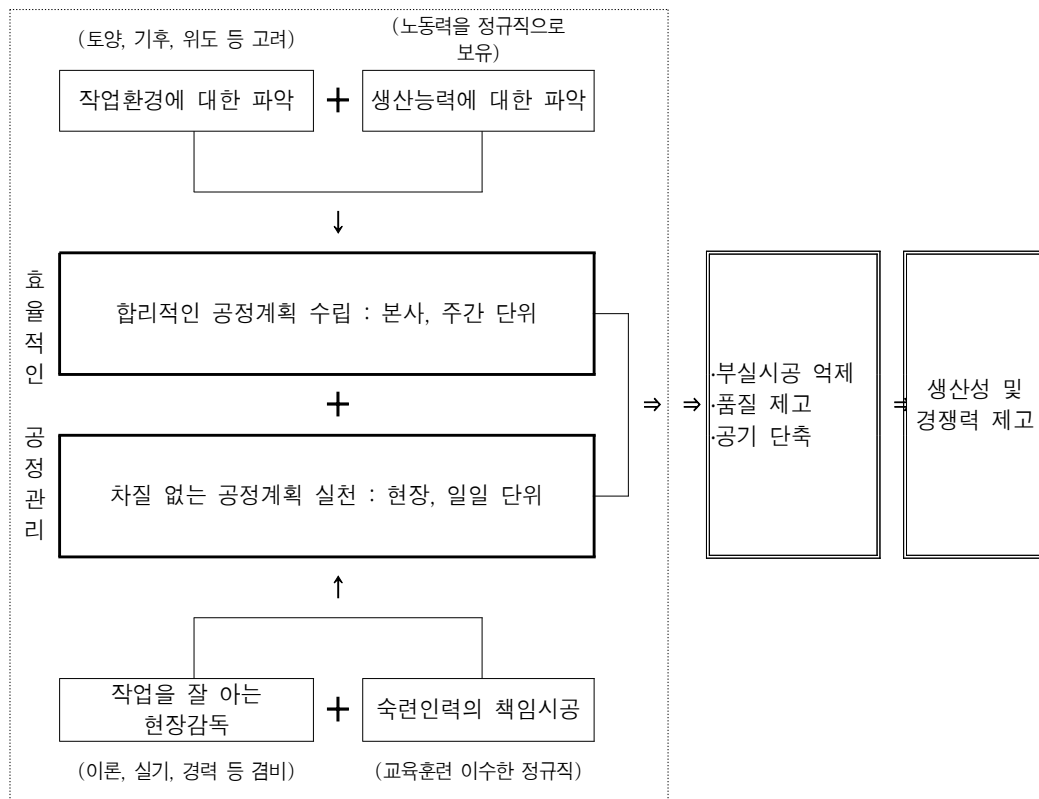 (토양, 기후, 위도 등 고려)
(노동력을 정규직으로
보유)
작업환경에 대한 파악
+
생산능력에 대한 파악
↓
효율적인 공정관리
합리적인 공정계획 수립 : 본사, 주간 단위
+
차질 없는 공정계획 실천 : 현장, 일일 단위
⇒ ⇒
·부실시공 억제
·품질 제고
·공기 단축
⇒
생산성 및
경쟁력 제고
↑
작업을 잘 아는
현장감독
+
숙련인력의 책임시공
(이론, 실기, 경력 등 겸비)
(교육훈련 이수한 정규직)